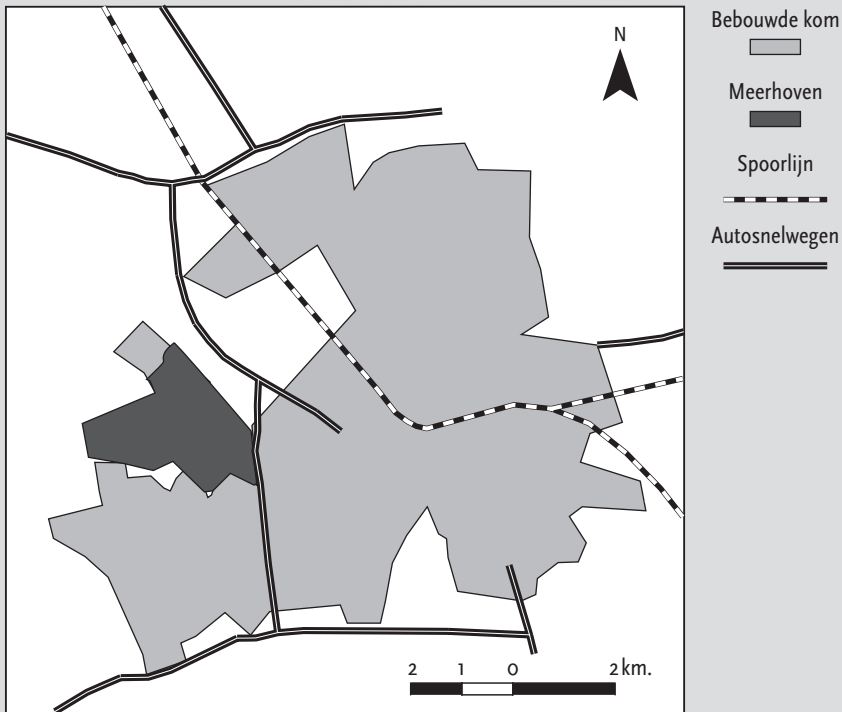 N
Bebouwde kom
Meerhoven
Spoorlijn
Autosnelwegen
2 1 0 2 km.